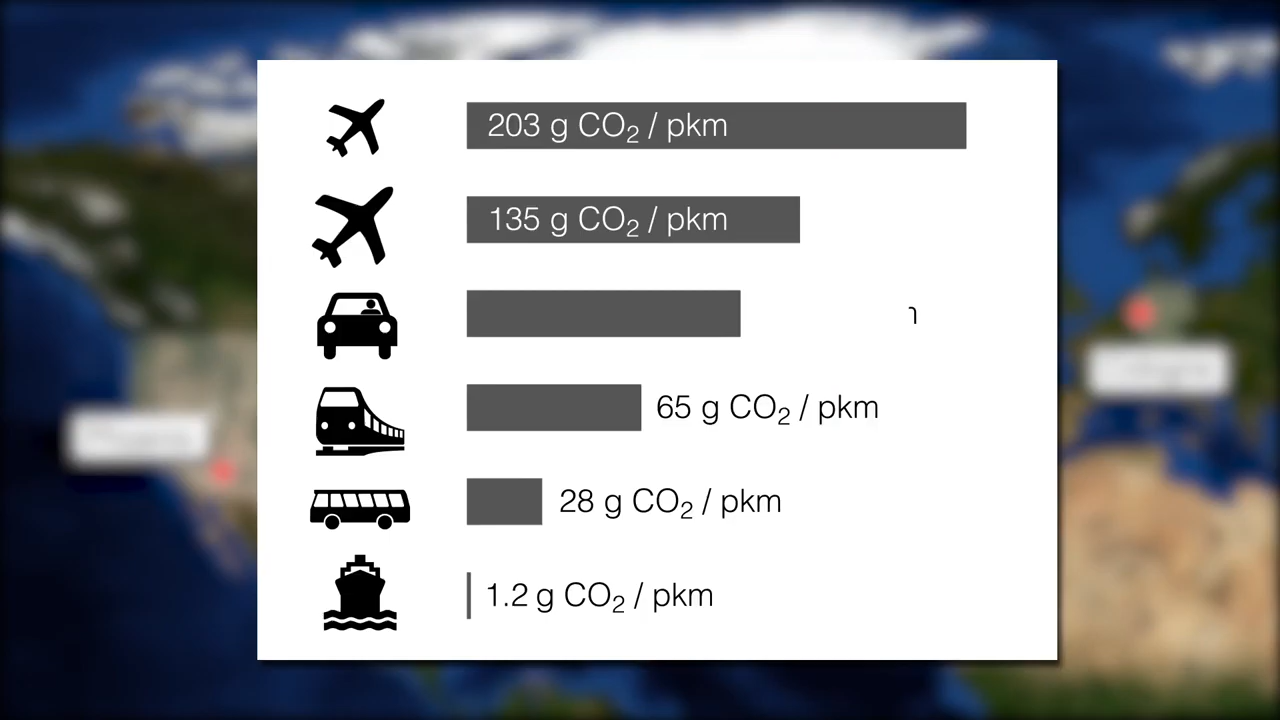 203 g CO₂ / pkm
135 g CO₂ / pkm
65 g CO₂ / pkm
28 g CO₂ / pkm
1.2 g CO₂ / pkm